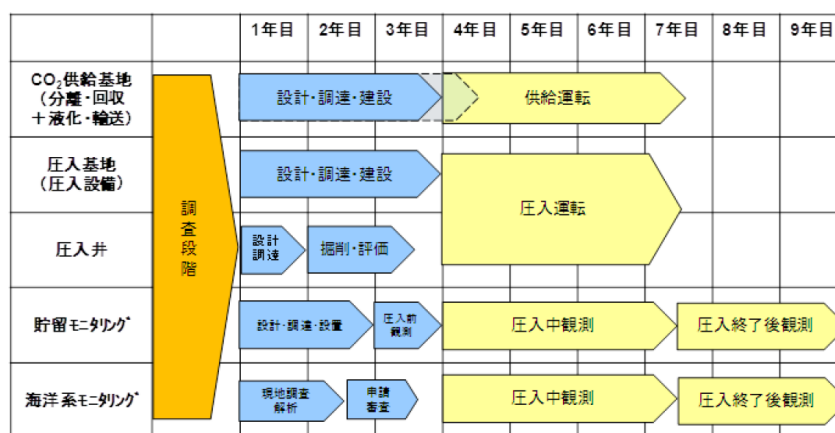 1年目 2年目 3年目 4年目 5年目 6年目 7年目 8年目 9年目
CO₂供給基地
(分離・回収
+液化・輸送)
設計・調達・建設
供給運転
圧入基地
(圧入設備)
設計・調達・建設
圧入運転
調査段階
圧入井
設計
調達
掘削・評価
貯留モニタリンク゛
設計・調達・設置
圧入前
観測
圧入中観測
圧入終了後観測
海洋系モニタリンク゛
現地調査
解析
申請
審査
圧入中観測
圧入終了後観測